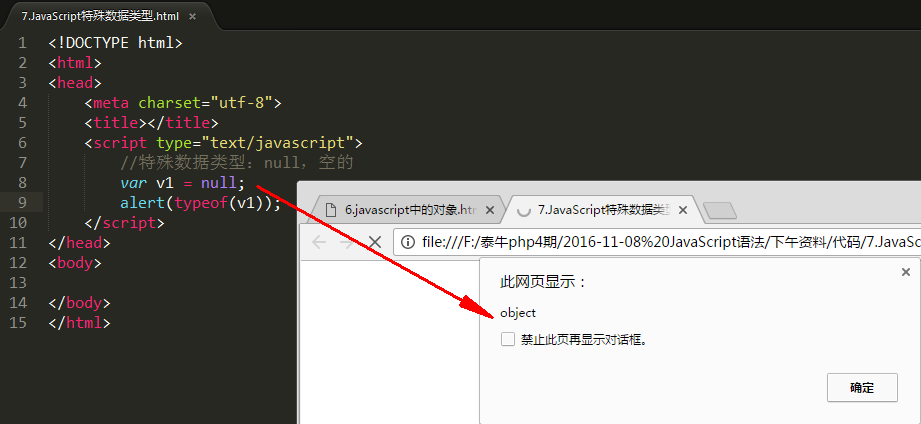 7.JavaScript特殊数据类型.html ×
1 <!DOCTYPE html>
2 <html>
3 <head>
4 <meta charset="utf-8">
5 <title></title>
6 <script type="text/javascript">
7 //特殊数据类型：null，空的
8 var v1 = null;
9 alert(typeof(v1));
10 </script>
11 </head>
12 <body>
13
14 </body>
15 </html>
6.javascript中的对象.htm × 7.JavaScript特殊数据类型 ×
file:///F:/泰牛php4期/2016-11-08%20JavaScript语法/下午资料/代码/7.JavaSc
此网页显示：
object
禁止此页再显示对话框。
确定